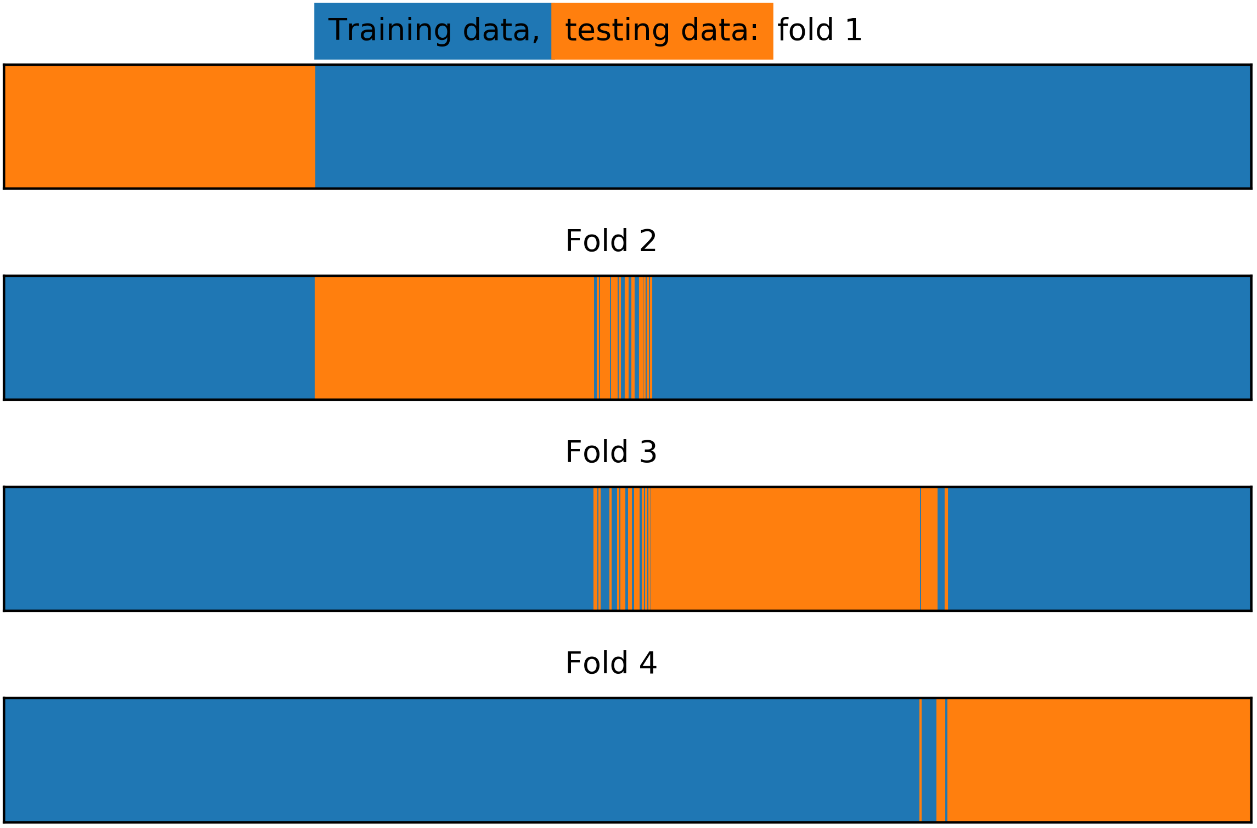 Training data, testing data: fold 1
Fold 2
Fold 3
Fold 4